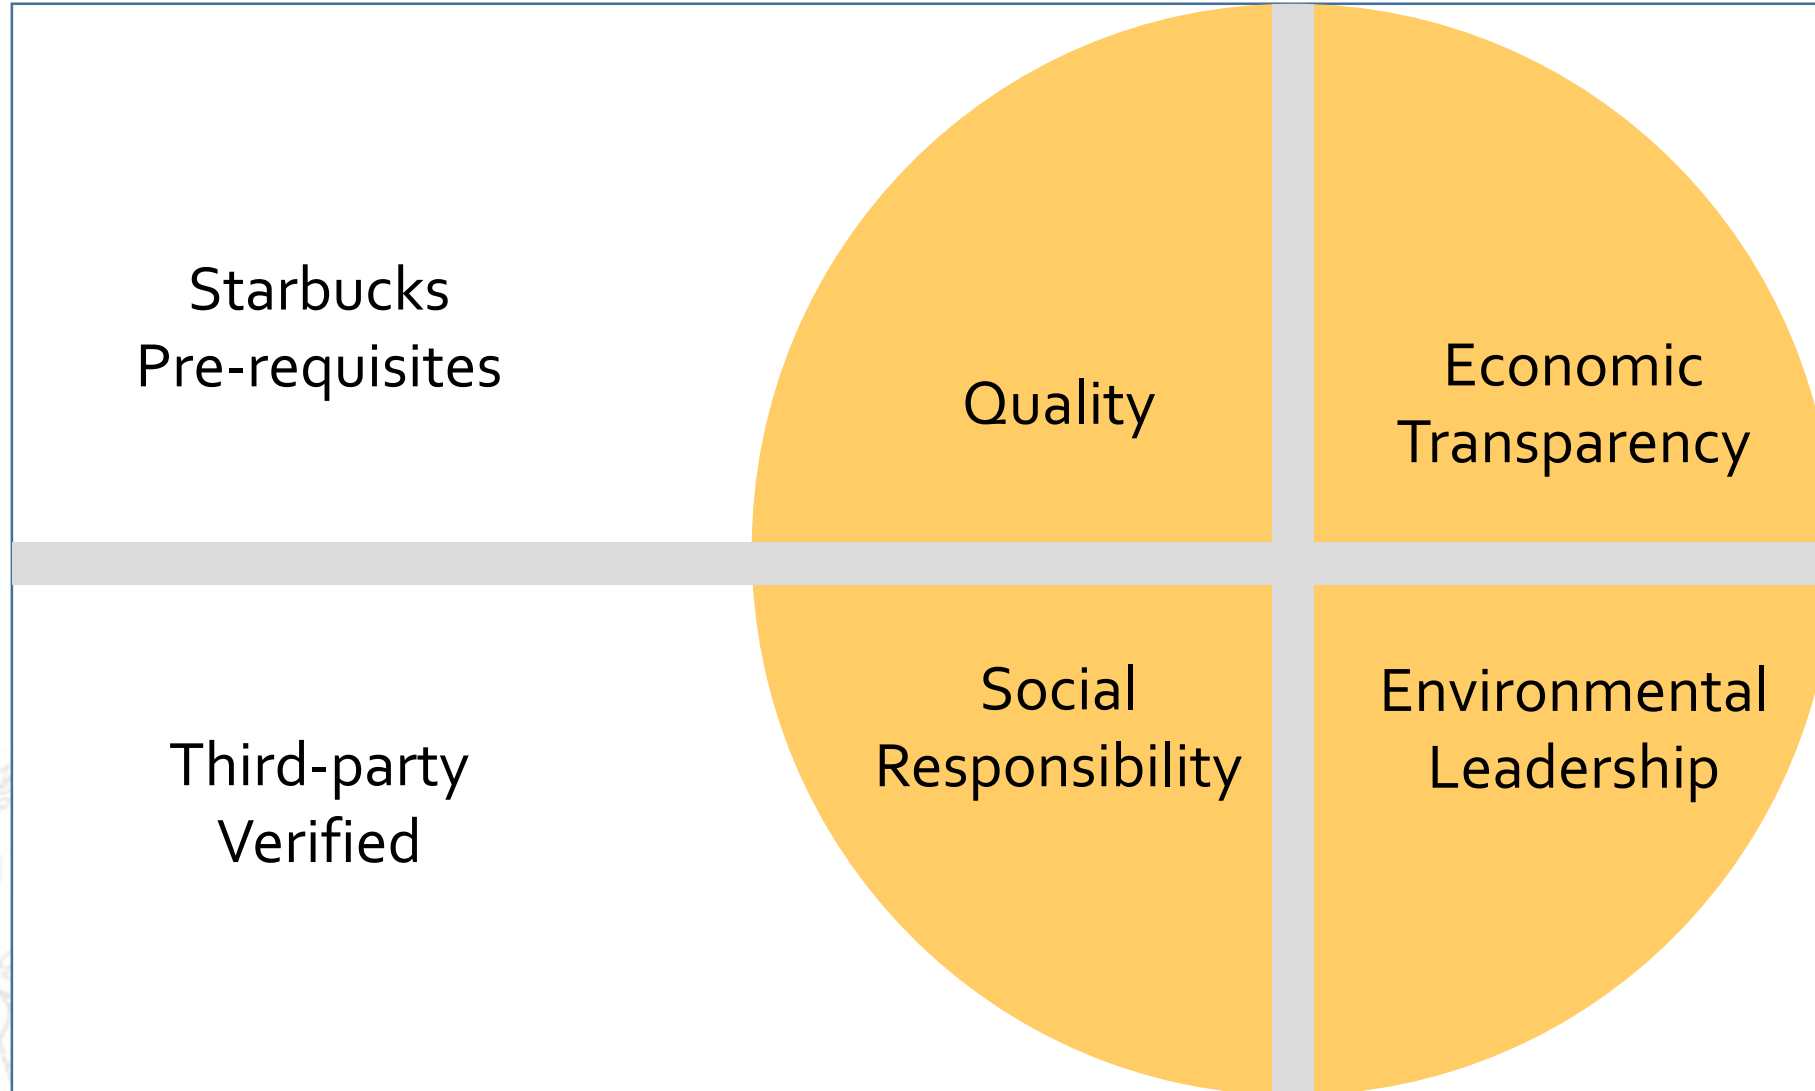 Starbucks
Pre-requisites
Quality
Economic
Transparency
Third-party
Verified
Social
Responsibility
Environmental
Leadership